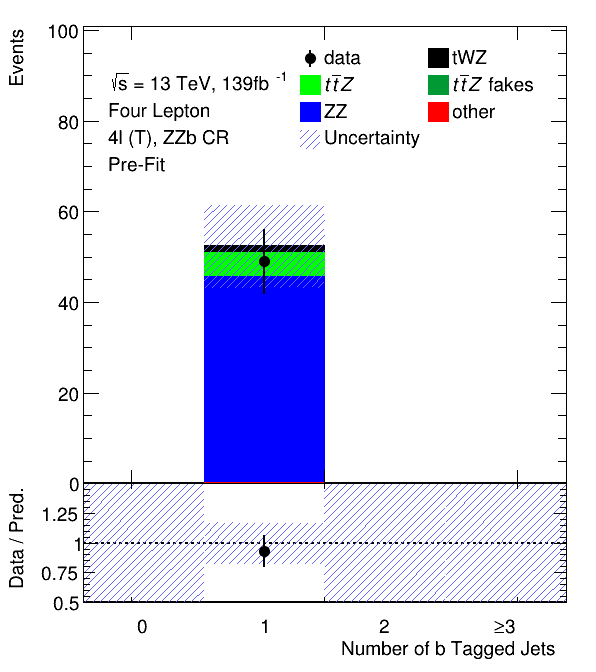 Events
100
80
60
40
20
0
√s = 13 TeV, 139fb -1
Four Lepton
4l (T), ZZb CR
Pre-Fit
data
tWZ
tt̄Z
tt̄Z fakes
ZZ
other
Uncertainty
Data / Pred.
1.25
1
0.75
0.5
0 1 2 ≥3
Number of b Tagged Jets